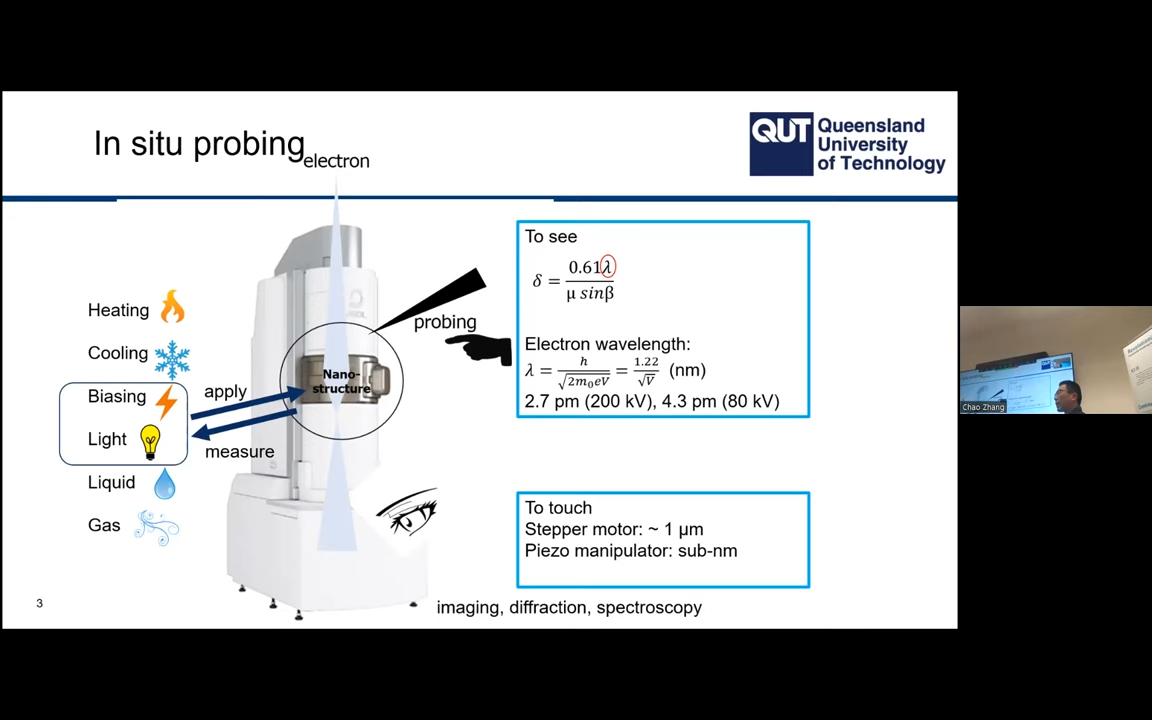 In situ probing
electron
QUT
Queensland
University
of Technology
Heating
Cooling
Biasing
Light
Liquid
Gas
apply
measure
Nano-
structure
probing
To see
δ = 0.61λ / μ sinβ
Electron wavelength:
λ = h / √2m₀eV = 1.22 / √V (nm)
2.7 pm (200 kV), 4.3 pm (80 kV)
To touch
Stepper motor: ~ 1 μm
Piezo manipulator: sub-nm
imaging, diffraction, spectroscopy
3
Chao Zhang